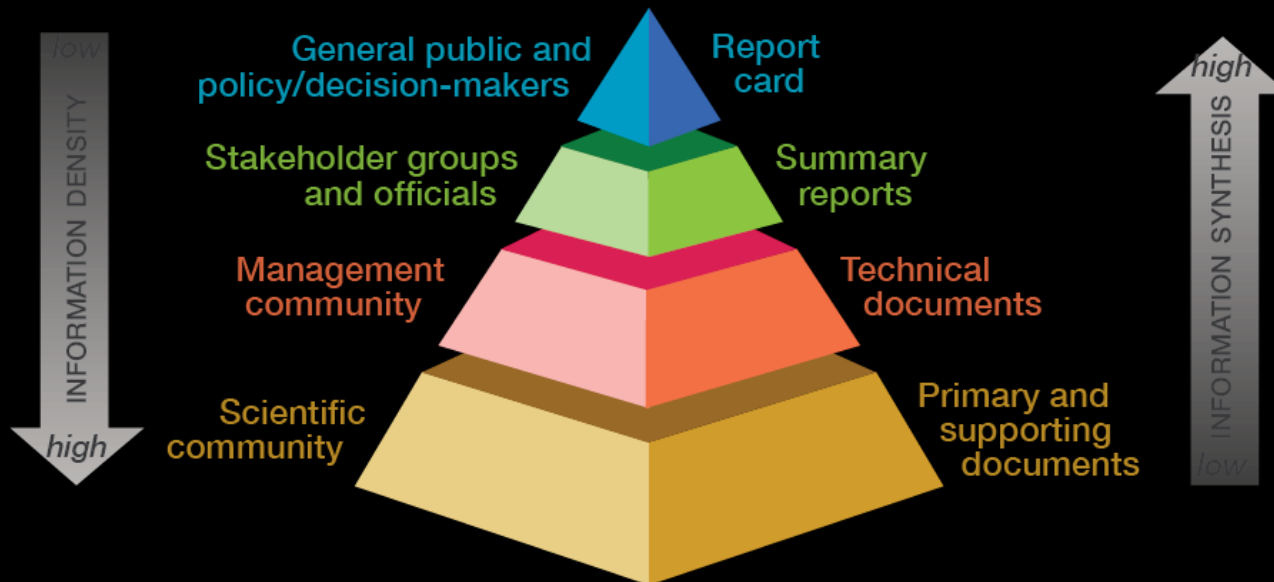 low
INFORMATION DENSITY
high
General public and
policy/decision-makers
Report
card
Stakeholder groups
and officials
Summary
reports
Management
community
Technical
documents
Scientific
community
Primary and
supporting
documents
high
INFORMATION SYNTHESIS
low